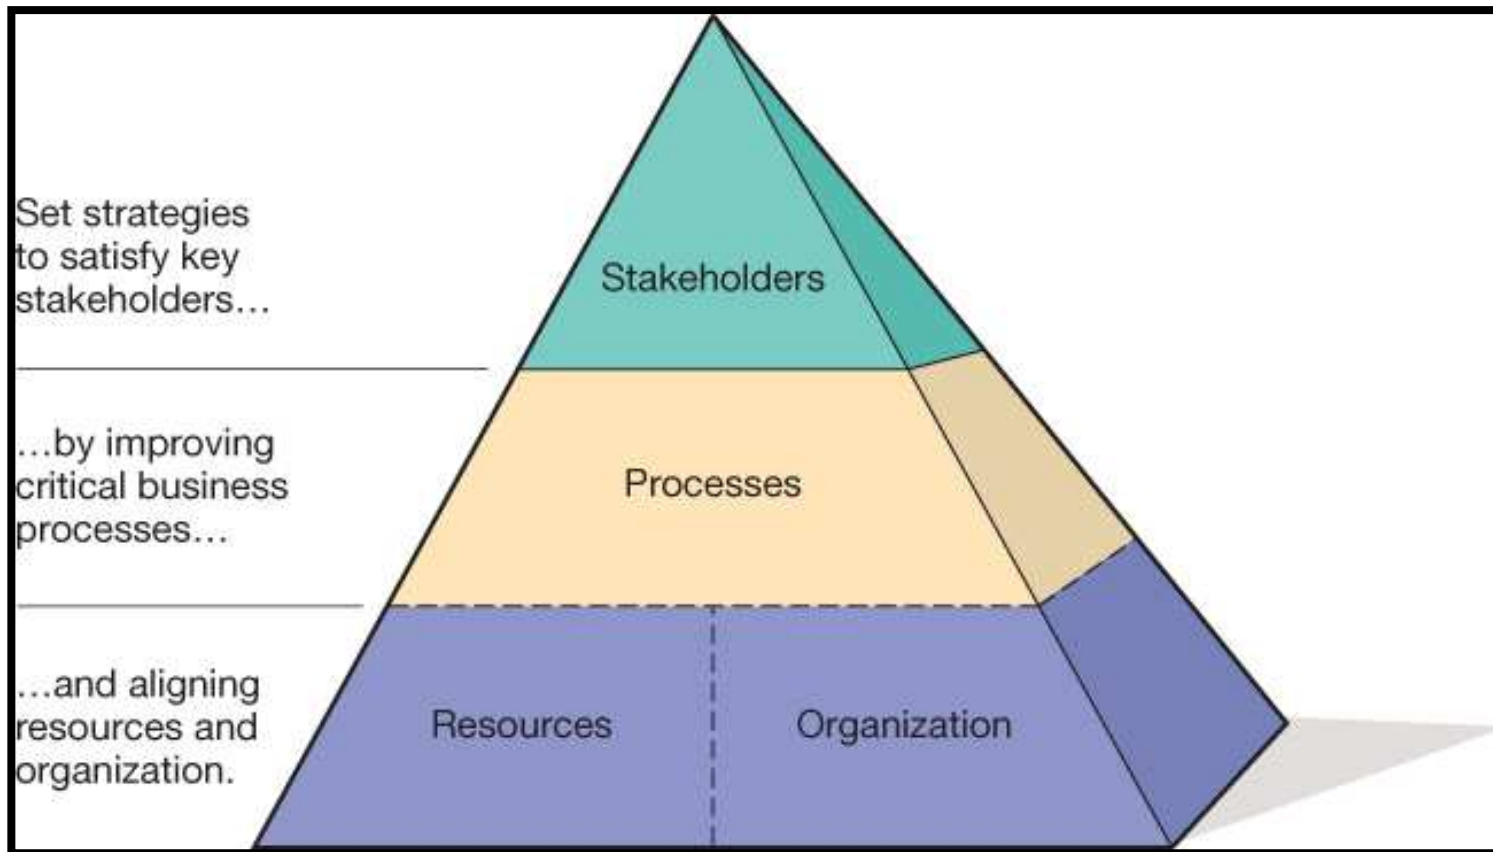 Set strategies
to satisfy key
stakeholders…
Stakeholders
…by improving
critical business
processes…
Processes
…and aligning
resources and
organization.
Resources
Organization